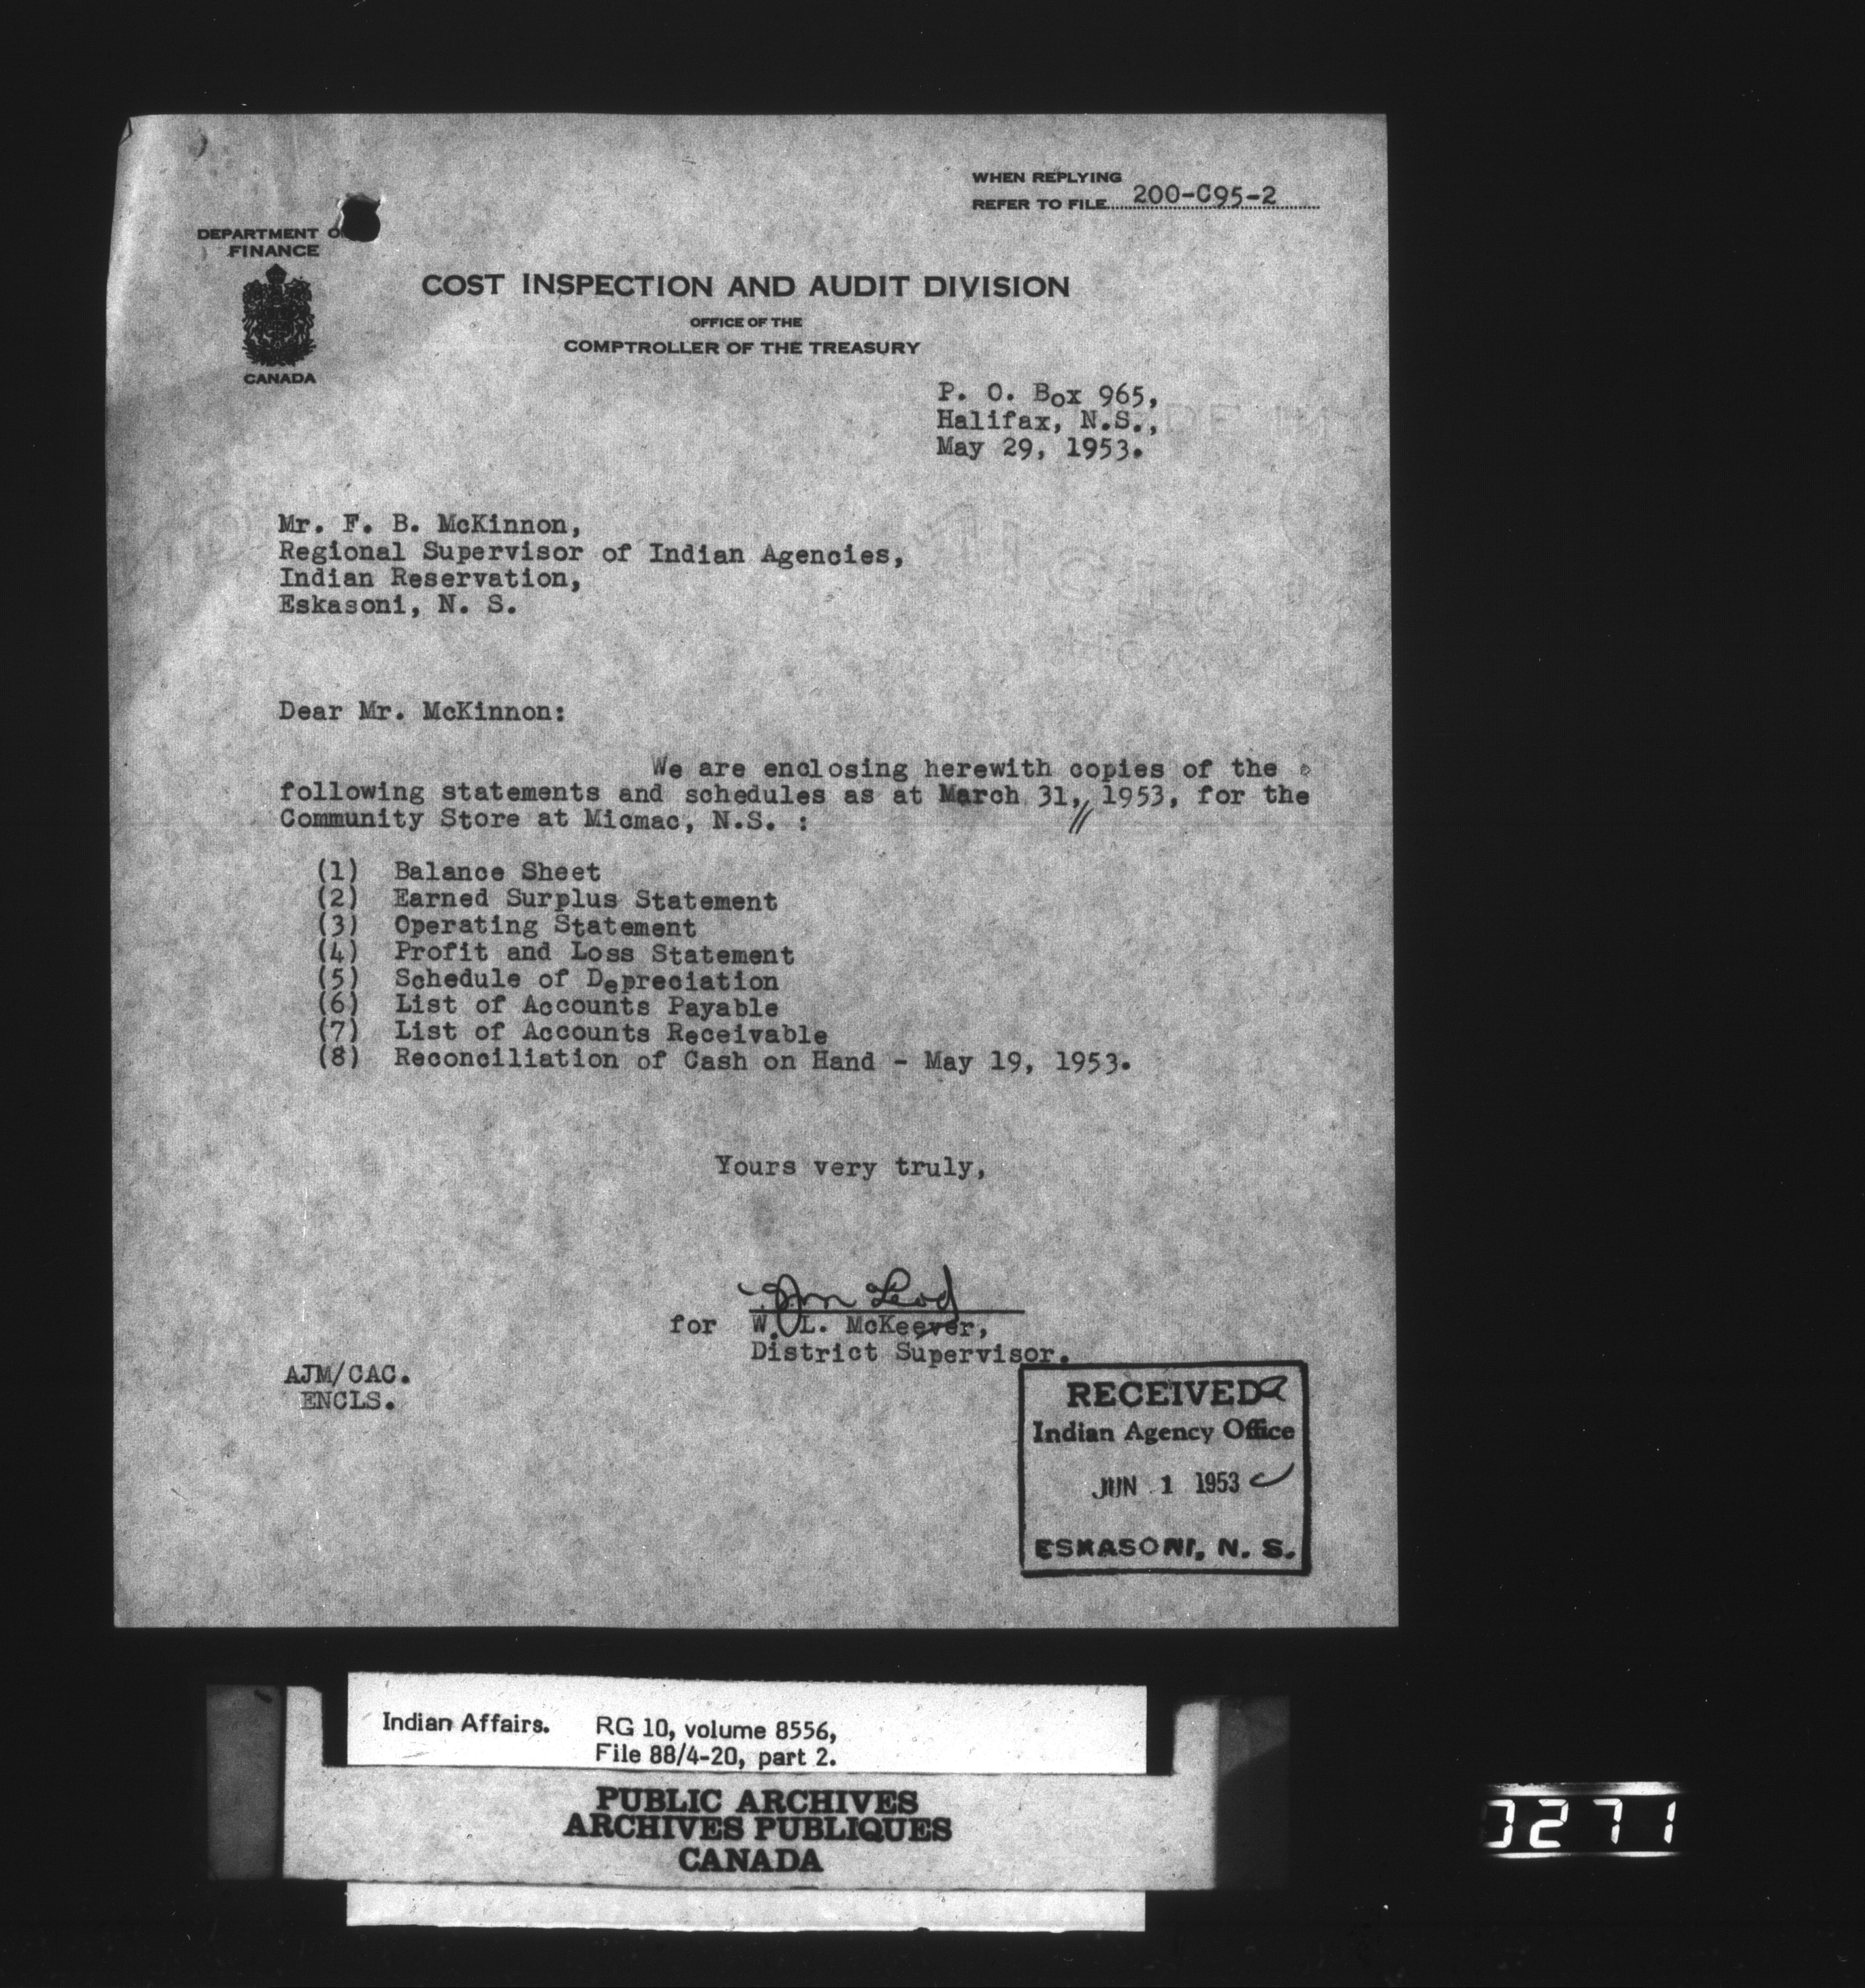 WHEN REPLYING
REFER TO FILE 200-C95-2
DEPARTMENT O
FINANCE
CANADA
COST INSPECTION AND AUDIT DIVISION
OFFICE OF THE
COMPTROLLER OF THE TREASURY
P. O. Box 965,
Halifax, N.S.,
May 29, 1953.
Mr. F. B. McKinnon,
Regional Supervisor of Indian Agencies,
Indian Reservation,
Eskasoni, N. S.
Dear Mr. McKinnon:
We are enclosing herewith copies of the
following statements and schedules as at March 31, 1953, for the
Community Store at Micmac, N.S. :
(1) Balance Sheet
(2) Earned Surplus Statement
(3) Operating Statement
(4) Profit and Loss Statement
(5) Schedule of Depreciation
(6) List of Accounts Payable
(7) List of Accounts Receivable
(8) Reconciliation of Cash on Hand - May 19, 1953.
Yours very truly,
for W. L. McKeever,
District Supervisor.
AJM/CAC.
ENCLS.
RECEIVED
Indian Agency Office
JUN 1 1953
ESKASONI, N. S.
Indian Affairs. RG 10, volume 8556,
File 88/4-20, part 2.
PUBLIC ARCHIVES
ARCHIVES PUBLIQUES
CANADA
0271